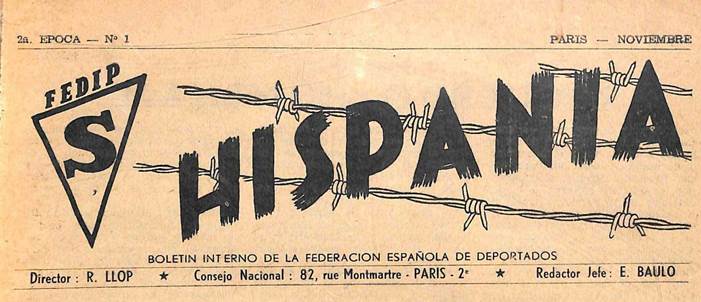 2a. EPOCA — Nº 1 PARIS — NOVIEMBRE
FEDIP
S
HISPANIA
BOLETIN INTERNO DE LA FEDERACION ESPAÑOLA DE DEPORTADOS
Director : R. LLOP ★ Consejo Nacional : 82, rue Montmartre - PARIS - 2e ★ Redactor Jefe : E. BAULO